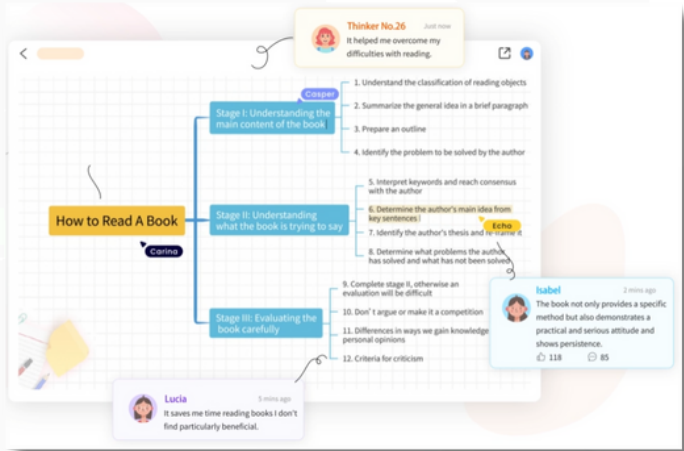 Thinker No.26
Just now
It helped me overcome my
difficulties with reading.
Casper
Stage I: Understanding the
main content of the book
1. Understand the classification of reading objects
2. Summarize the general idea in a brief paragraph
3. Prepare an outline
4. Identify the problem to be solved by the author
How to Read A Book
Carina
Stage II: Understanding
what the book is trying to say
5. Interpret keywords and reach consensus
with the author
6. Determine the author's main idea from
key sentences
Echo
7. Identify the author's thesis and re-frame it
8. Determine what problems the author
has solved and what has not been solved
Stage III: Evaluating the
book carefully
9. Complete stage II, otherwise an
evaluation will be difficult
10. Don't argue or make it a competition
11. Differences in ways we gain knowledge
personal opinions
12. Criteria for criticism
Isabel
2 mins ago
The book not only provides a specific
method but also demonstrates a
practical and serious attitude and
shows persistence.
118
85
Lucia
5 mins ago
It saves me time reading books I don't
find particularly beneficial.